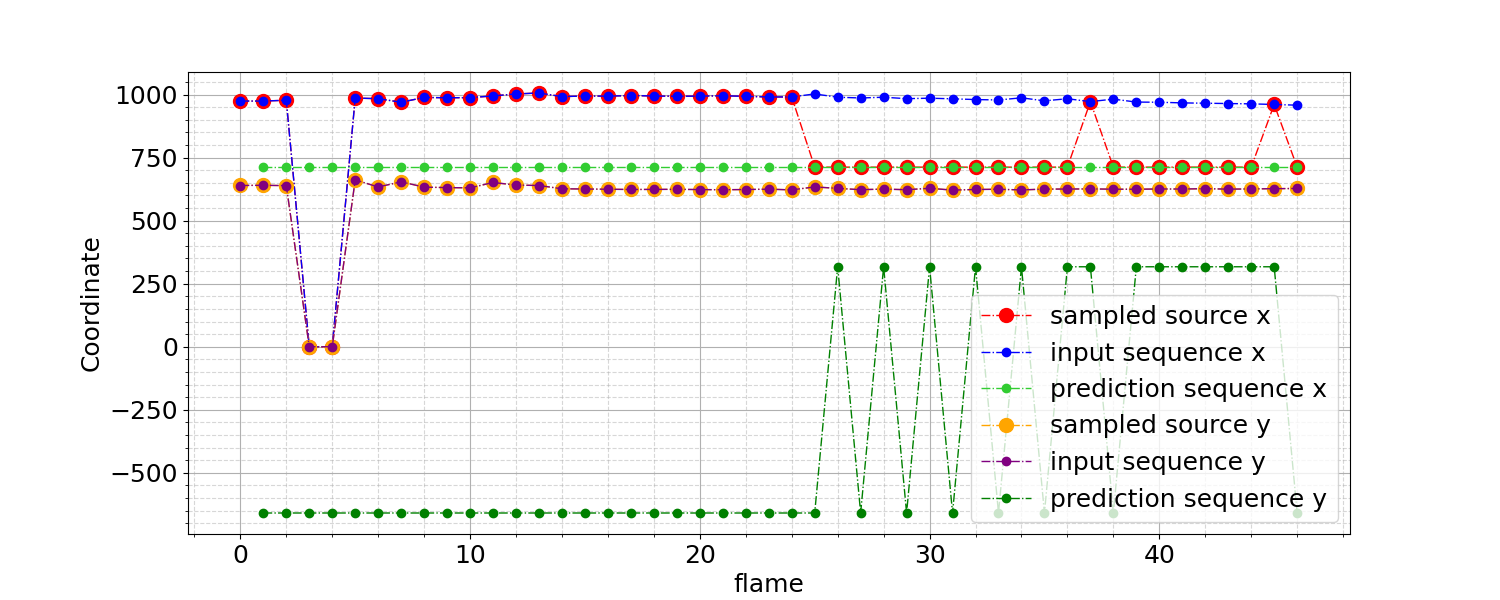 1000
750
500
250
0
−250
−500
Coordinate
0 10 20 30 40
flame
sampled source x
input sequence x
prediction sequence x
sampled source y
input sequence y
prediction sequence y